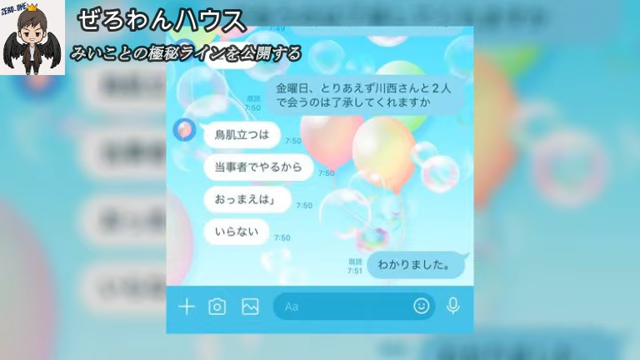 ZERO-ONE
ぜろわんハウス
みいことの極秘ラインを公開する
金曜日、とりあえず川西さんと2人
で会うのは了承してくれますか
既読
7:50
鳥肌立つは
7:50
当事者でやるから
7:50
おっまえは」
7:50
いらない
7:50
既読
7:51
わかりました。
Aa